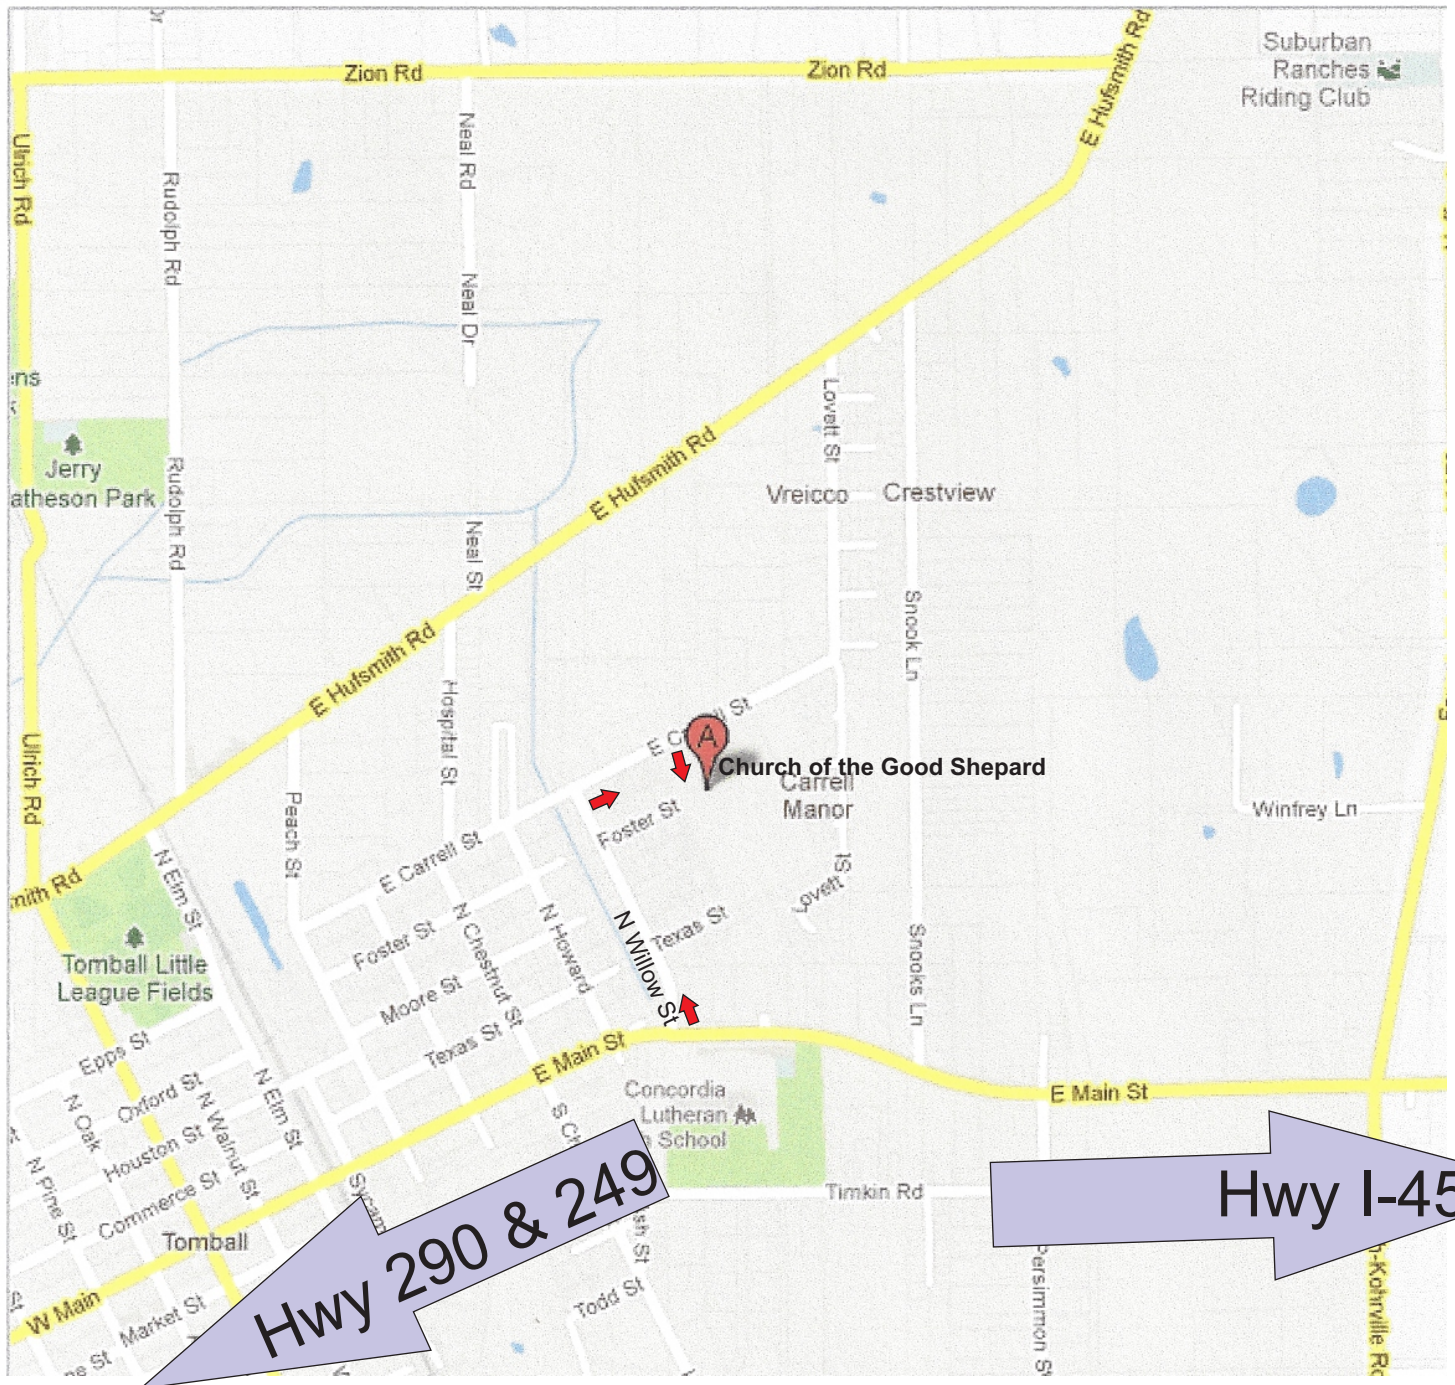 Dr
Suburban
Ranches
Riding Club
Zion Rd
Zion Rd
E Hufsmith Rd
Ulrich Rd
Neal Rd
Rudolph Rd
Neal Dr
Lovett St
Jerry
atheson Park
E Hufsmith Rd
Vreicco
Crestview
Rudolph Rd
Neal St
Snook Ln
E Hufsmith Rd
Hospital St
Ulrich Rd
A
Church of the Good Shepard
Carrell
Manor
Peach St
Foster St
Winfrey Ln
E Carrell St
N Elm St
Lovett St
N Chestnut St
N Howard
N Willow St
Texas St
Foster St
Tomball Little
League Fields
Snooks Ln
Moore St
Texas St
Epps St
E Main St
E Main St
Concordia
Lutheran
School
N Oak
Oxford St
N Walnut St
N Elm St
Houston St
N Pine St
Commerce St
Hwy 290 & 249
Timkin Rd
Hwy I-45
Tomball
W Main
Market St
Todd St
Persimmon St
n-Kohrville Rd